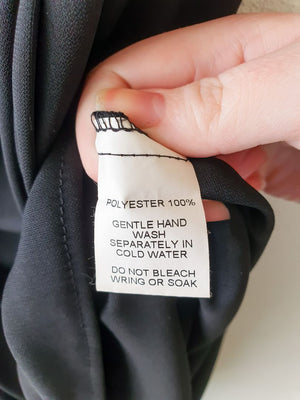 POLYESTER 100%
GENTLE HAND
WASH
SEPARATELY IN
COLD WATER
DO NOT BLEACH
WRING OR SOAK